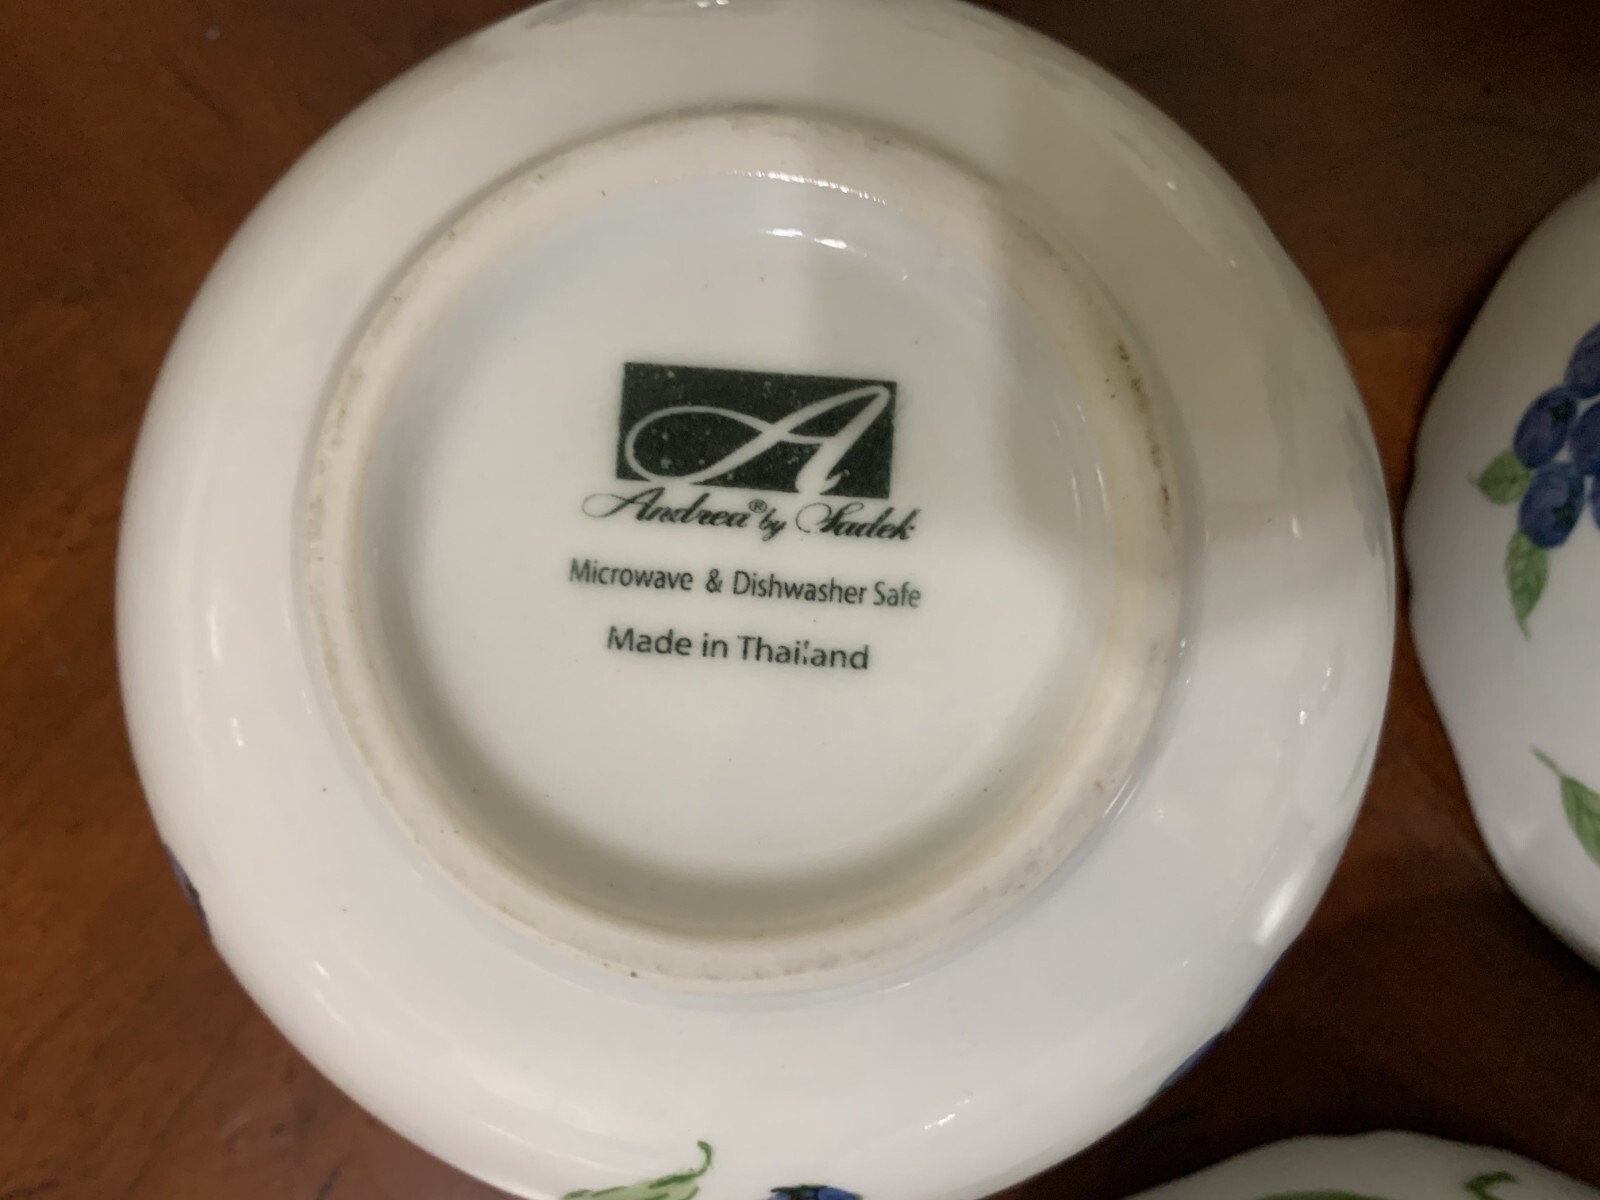 A
Andrea® by Sadek
Microwave & Dishwasher Safe
Made in Thailand